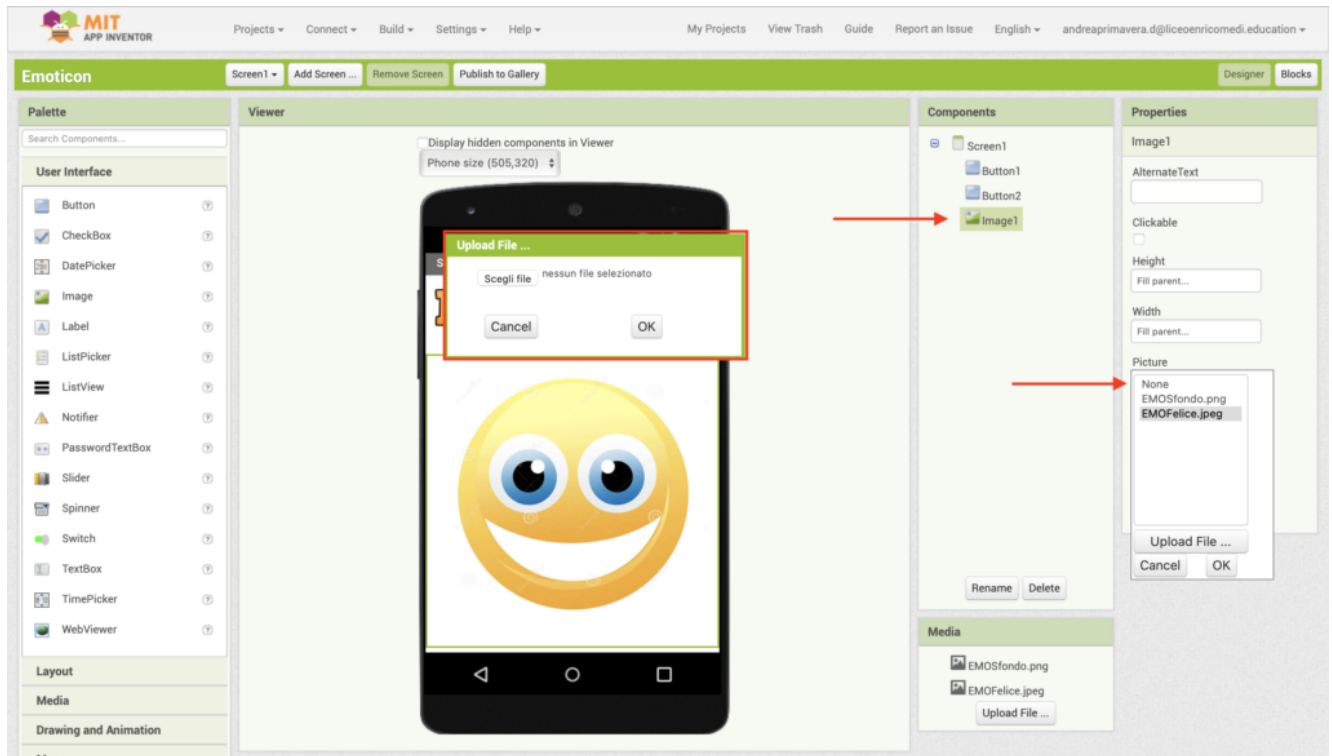 MIT
APP INVENTOR
Projects Connect Build Settings Help My Projects View Trash Guide Report an Issue English andreaprimavera.d@liceoenricomedi.education
Emoticon
Screen1 Add Screen ... Remove Screen Publish to Gallery Designer Blocks
Palette
Search Components...
User Interface
Button
CheckBox
DatePicker
Image
Label
ListPicker
ListView
Notifier
PasswordTextBox
Slider
Spinner
Switch
TextBox
TimePicker
WebViewer
Layout
Media
Drawing and Animation
Viewer
Display hidden components in Viewer
Phone size (505,320)
S
Upload File ...
Scegli file nessun file selezionato
Cancel OK
Components
Screen1
Button1
Button2
Image1
Rename Delete
Media
EMOSfondo.png
EMOFelice.jpeg
Upload File ...
Properties
Image1
AlternateText
Clickable
Height
Fill parent...
Width
Fill parent...
Picture
None
EMOSfondo.png
EMOFelice.jpeg
Upload File ...
Cancel OK